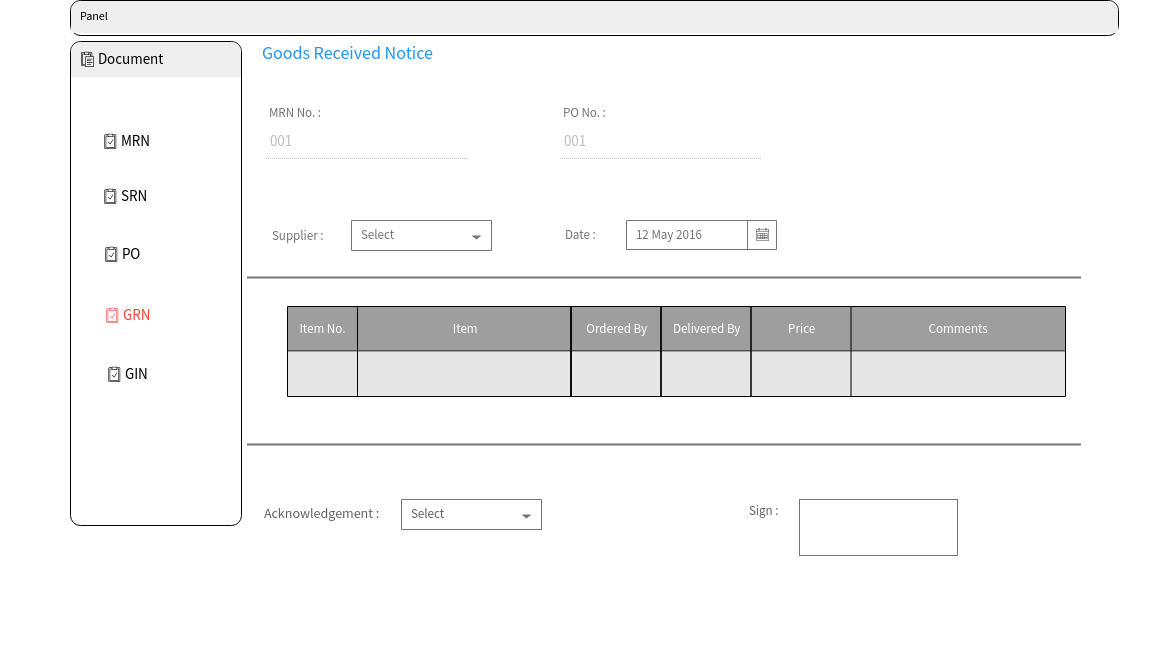 Panel
Document
Goods Received Notice
MRN No. :
PO No. :
001
001
MRN
SRN
PO
GRN
GIN
Supplier :
Select
Date :
12 May 2016
Item No.
Item
Ordered By
Delivered By
Price
Comments
Acknowledgement :
Select
Sign :